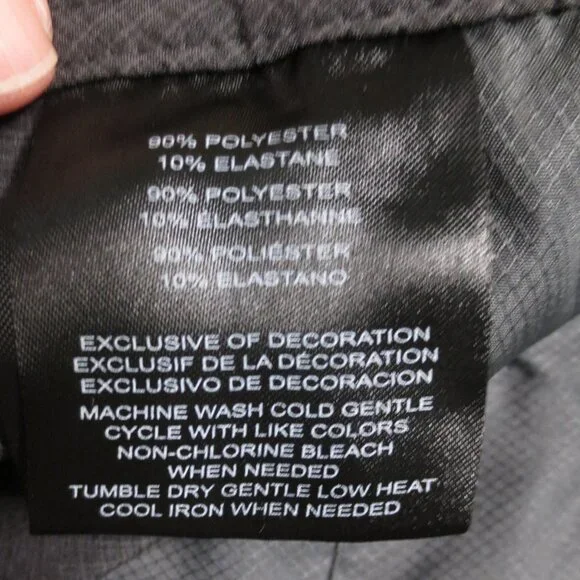 90% POLYESTER
10% ELASTANE
90% POLYESTER
10% ELASTHANNE
90% POLIÉSTER
10% ELASTANO
EXCLUSIVE OF DECORATION
EXCLUSIF DE LA DÉCORATION
EXCLUSIVO DE DECORACION
MACHINE WASH COLD GENTLE
CYCLE WITH LIKE COLORS
NON-CHLORINE BLEACH
WHEN NEEDED
TUMBLE DRY GENTLE LOW HEAT
COOL IRON WHEN NEEDED